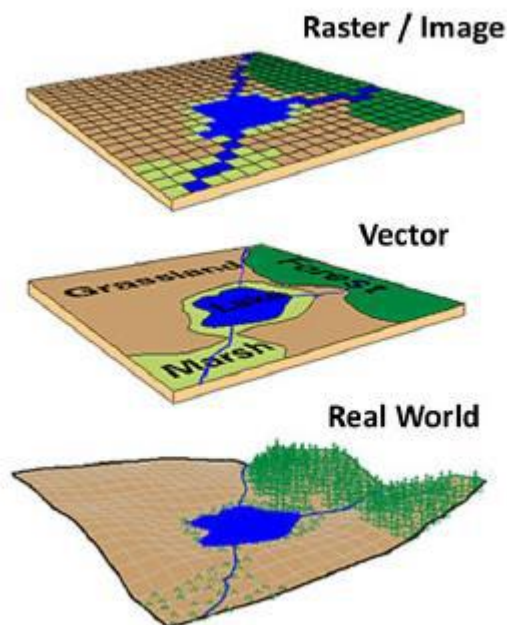 Raster / Image
Vector
Grassland
Forest
Lake
Marsh
Real World